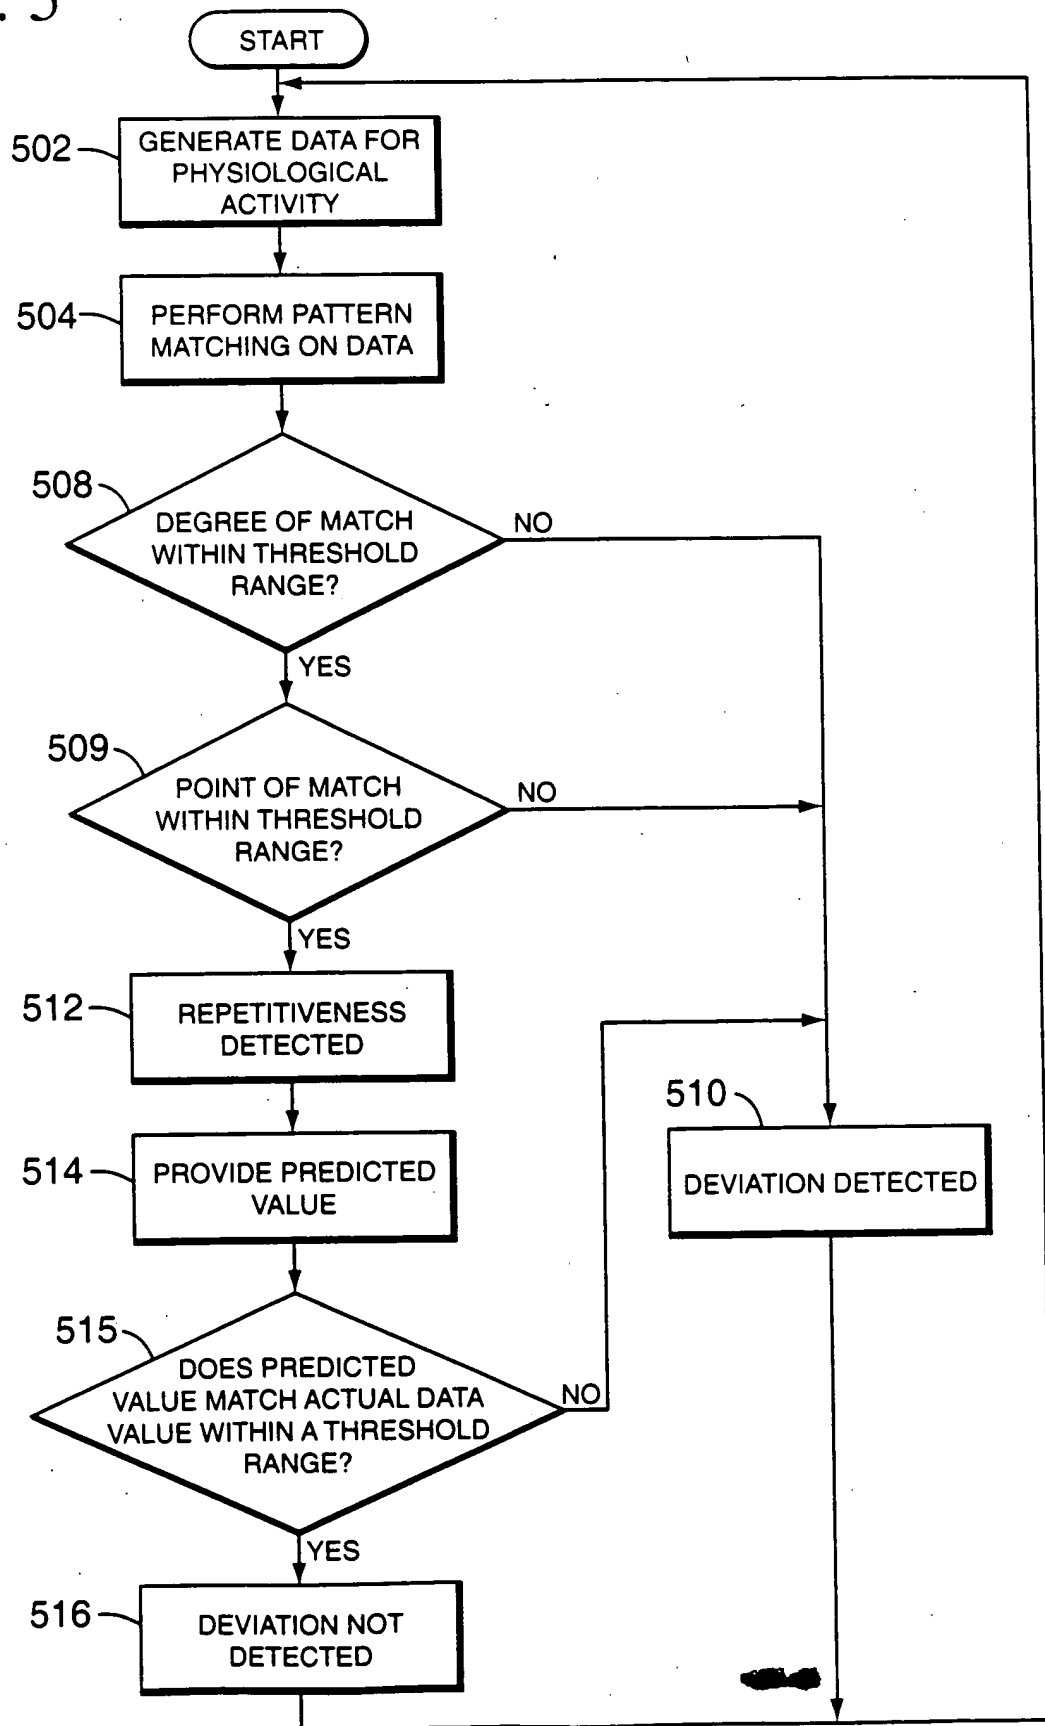 . 5
START
502
GENERATE DATA FOR
PHYSIOLOGICAL
ACTIVITY
504
PERFORM PATTERN
MATCHING ON DATA
508
DEGREE OF MATCH
WITHIN THRESHOLD
RANGE?
NO
YES
509
POINT OF MATCH
WITHIN THRESHOLD
RANGE?
NO
YES
512
REPETITIVENESS
DETECTED
510
DEVIATION DETECTED
514
PROVIDE PREDICTED
VALUE
515
DOES PREDICTED
VALUE MATCH ACTUAL DATA
VALUE WITHIN A THRESHOLD
RANGE?
NO
YES
516
DEVIATION NOT
DETECTED